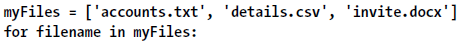 myFiles = ['accounts.txt', 'details.csv', 'invite.docx']
for filename in myFiles: